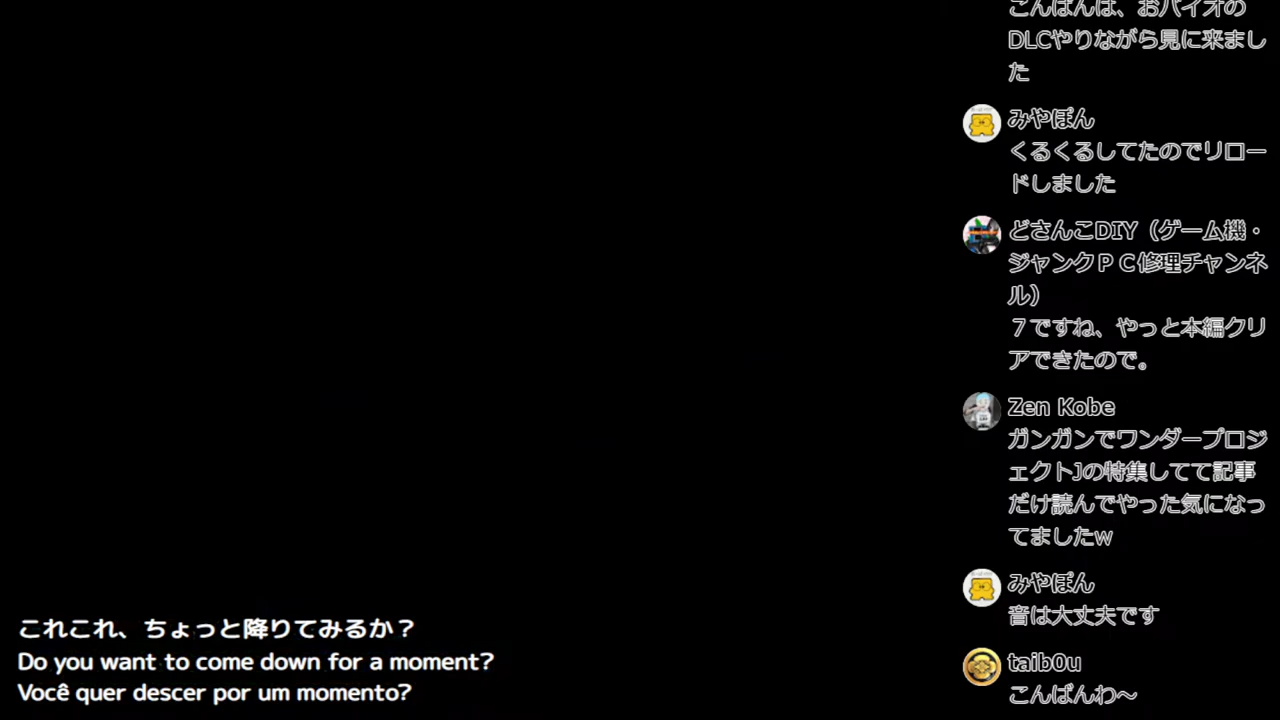 こんばんは、おバイオの
DLCやりながら見に来まし
た
みやぽん
くるくるしてたのでリロー
ドしました
どさんこDIY（ゲーム機・
ジャンクＰＣ修理チャンネ
ル）
７ですね、やっと本編クリ
アできたので。
Zen Kobe
ガンガンでワンダープロジ
ェクトJの特集してて記事
だけ読んでやった気になっ
てましたw
みやぽん
音は大丈夫です
taib0u
こんばんわ〜
これこれ、ちょっと降りてみるか？
Do you want to come down for a moment?
Você quer descer por um momento?